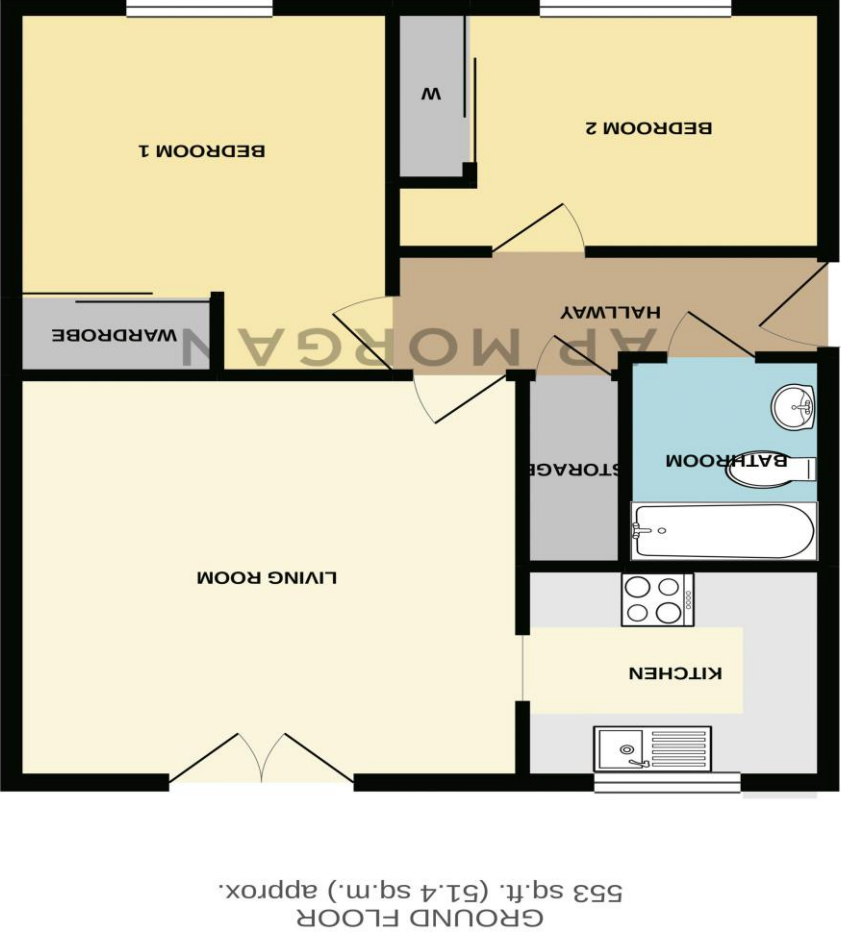 GROUND FLOOR
553 sq.ft. (51.4 sq.m.) approx.
KITCHEN
LIVING ROOM
STORAGE
BATHROOM
AP MORGAN
WARDROBE
HALLWAY
BEDROOM 1
BEDROOM 2
W